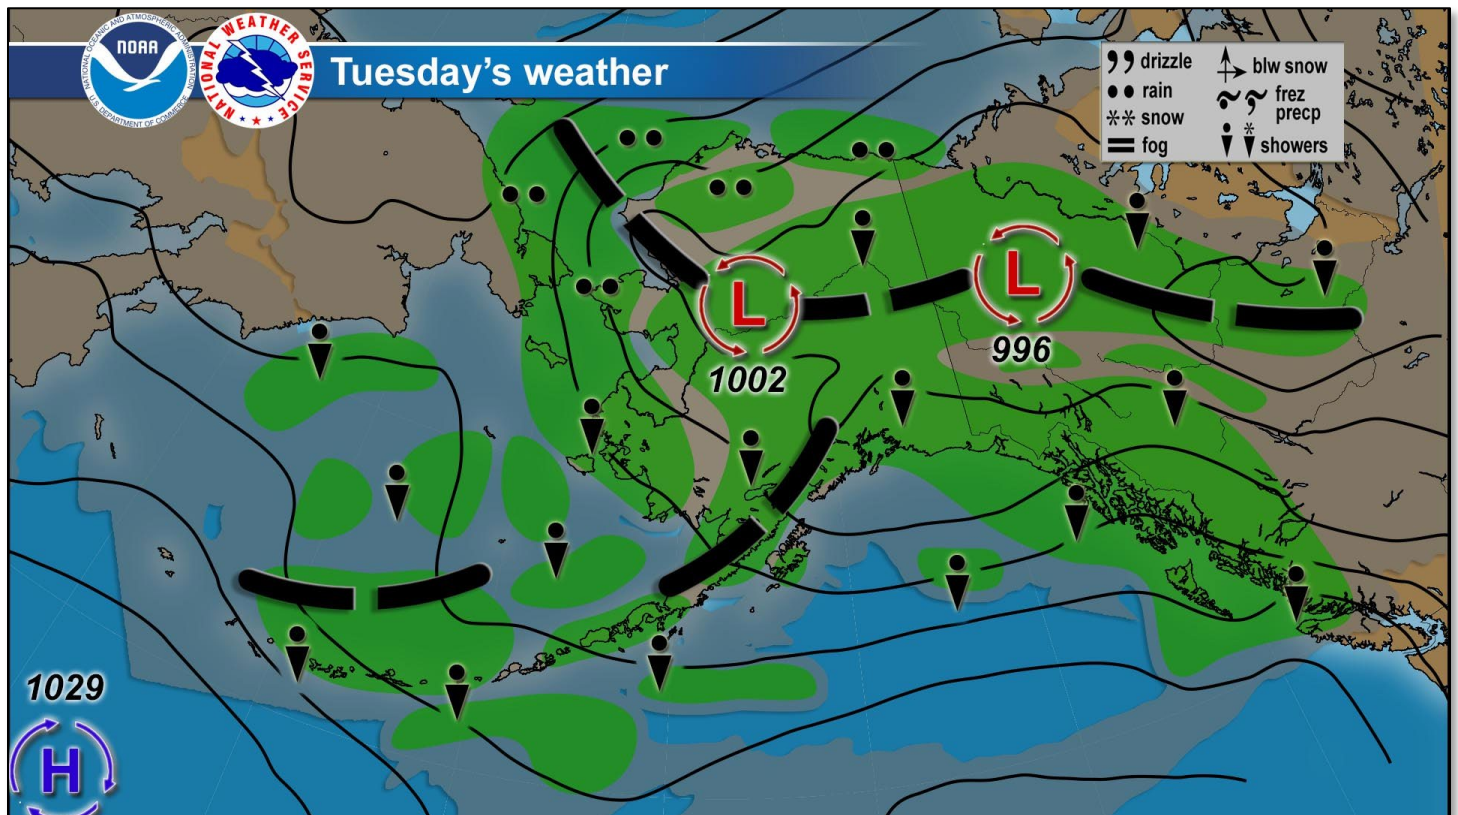 NATIONAL OCEANIC AND ATMOSPHERIC ADMINISTRATION
NOAA
U.S. DEPARTMENT OF COMMERCE
NATIONAL WEATHER SERVICE
Tuesday's weather
drizzle
rain
snow
fog
blw snow
frez
precp
showers
L
996
L
1002
1029
H